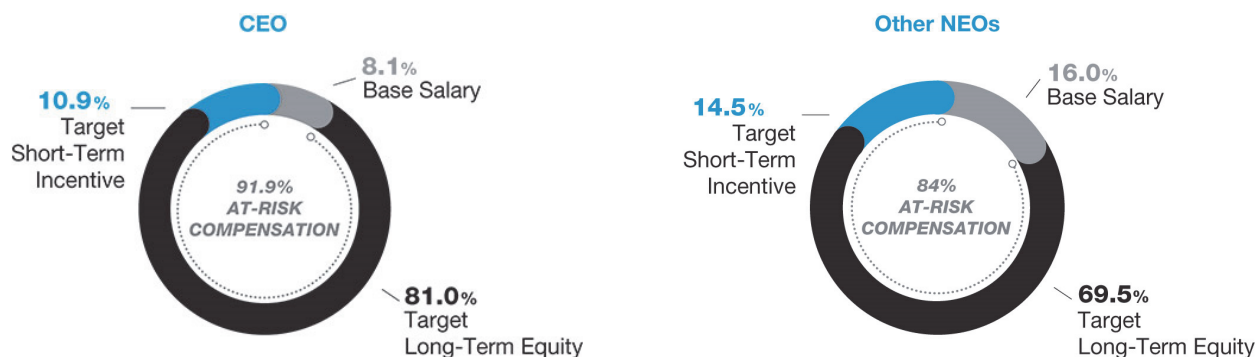 CEO
8.1%
Base Salary
10.9%
Target
Short-Term
Incentive
91.9%
AT-RISK
COMPENSATION
81.0%
Target
Long-Term Equity
Other NEOs
16.0%
Base Salary
14.5%
Target
Short-Term
Incentive
84%
AT-RISK
COMPENSATION
69.5%
Target
Long-Term Equity